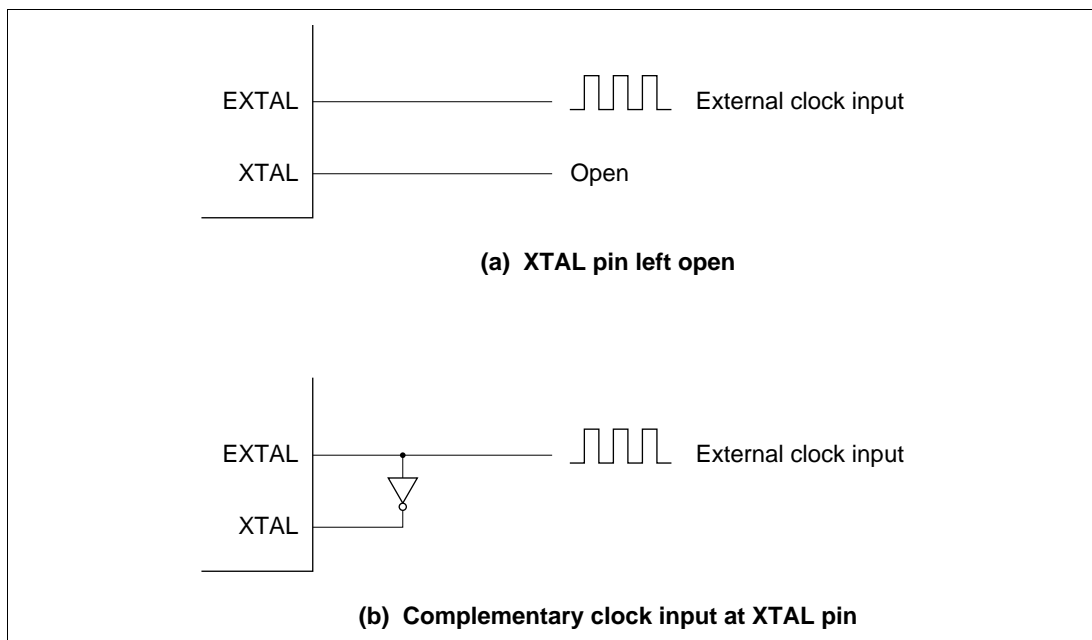 EXTAL
External clock input
XTAL
Open
(a) XTAL pin left open
EXTAL
External clock input
XTAL
(b) Complementary clock input at XTAL pin